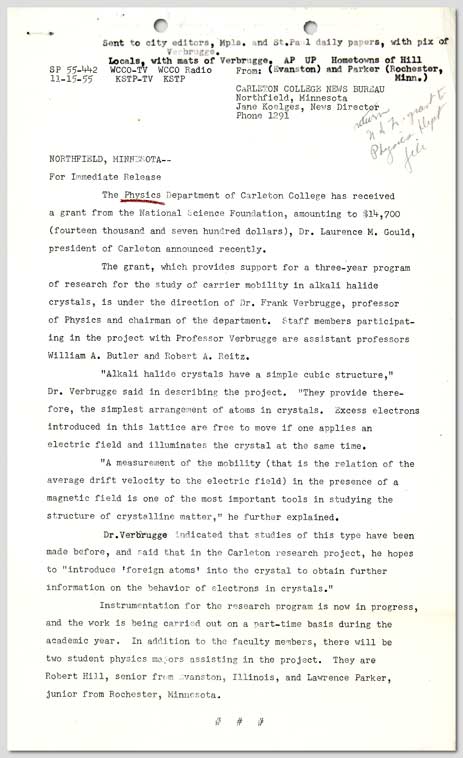 Sent to city editors, Mpls. and St.Paul daily papers, with pix of
Verbrugge.
Locals, with mats of Verbrugge. AP UP Hometowns of Hill
SP 55-442 WCCO-TV WCCO Radio From: (Evanston) and Parker (Rochester,
11-15-55 KSTP-TV KSTP Minn.)
CARLETON COLLEGE NEWS BUREAU
Northfield, Minnesota
Jane Koelges, News Director
Phone 1291
return
N.S.F. grant to
Physics Dept
file
NORTHFIELD, MINNESOTA--
For Immediate Release
The Physics Department of Carleton College has received
a grant from the National Science Foundation, amounting to $14,700
(fourteen thousand and seven hundred dollars), Dr. Laurence M. Gould,
president of Carleton announced recently.
The grant, which provides support for a three-year program
of research for the study of carrier mobility in alkali halide
crystals, is under the direction of Dr. Frank Verbrugge, professor
of Physics and chairman of the department. Staff members participat-
ing in the project with Professor Verbrugge are assistant professors
William A. Butler and Robert A. Reitz.
"Alkali halide crystals have a simple cubic structure,"
Dr. Verbrugge said in describing the project. "They provide there-
fore, the simplest arrangement of atoms in crystals. Excess electrons
introduced in this lattice are free to move if one applies an
electric field and illuminates the crystal at the same time.
"A measurement of the mobility (that is the relation of the
average drift velocity to the electric field) in the presence of a
magnetic field is one of the most important tools in studying the
structure of crystalline matter," he further explained.
Dr.Verbrugge indicated that studies of this type have been
made before, and said that in the Carleton research project, he hopes
to "introduce 'foreign atoms' into the crystal to obtain further
information on the behavior of electrons in crystals."
Instrumentation for the research program is now in progress,
and the work is being carried out on a part-time basis during the
academic year. In addition to the faculty members, there will be
two student physics majors assisting in the project. They are
Robert Hill, senior from Evanston, Illinois, and Lawrence Parker,
junior from Rochester, Minnesota.
# # #